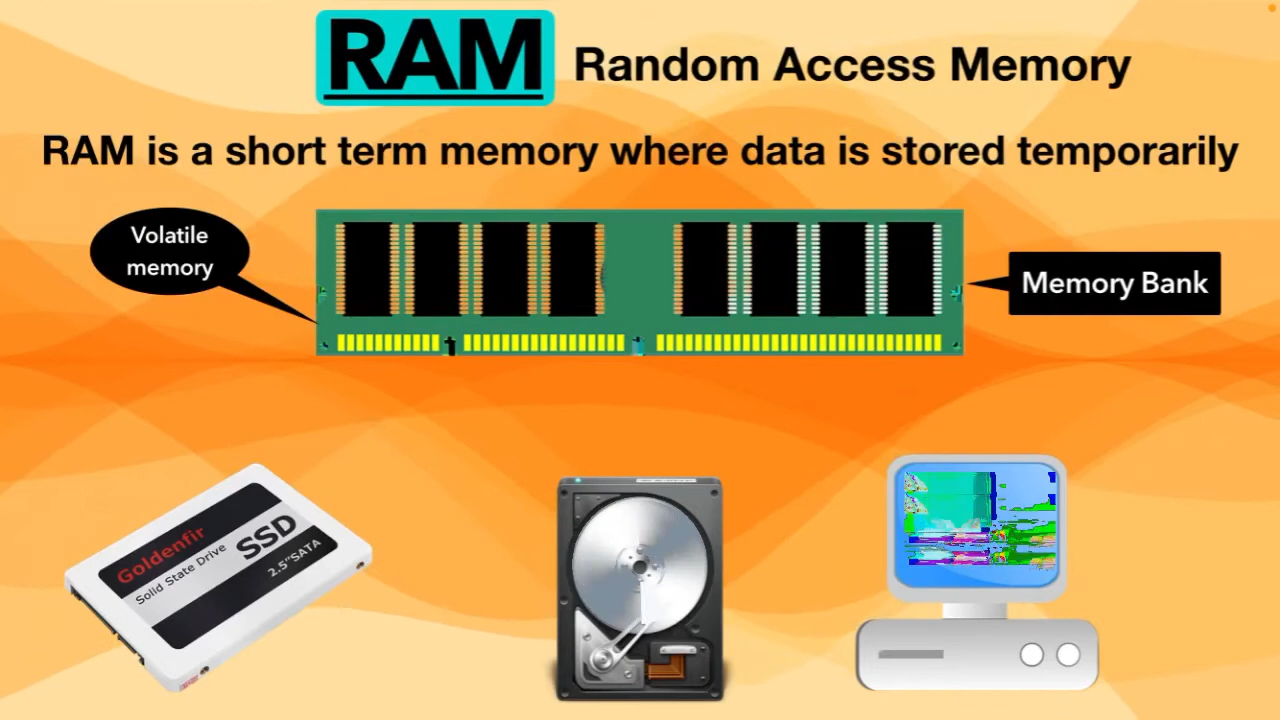 RAM Random Access Memory
RAM is a short term memory where data is stored temporarily
Volatile
memory
Memory Bank
Goldenfir
Solid State Drive
SSD
2.5"SATA